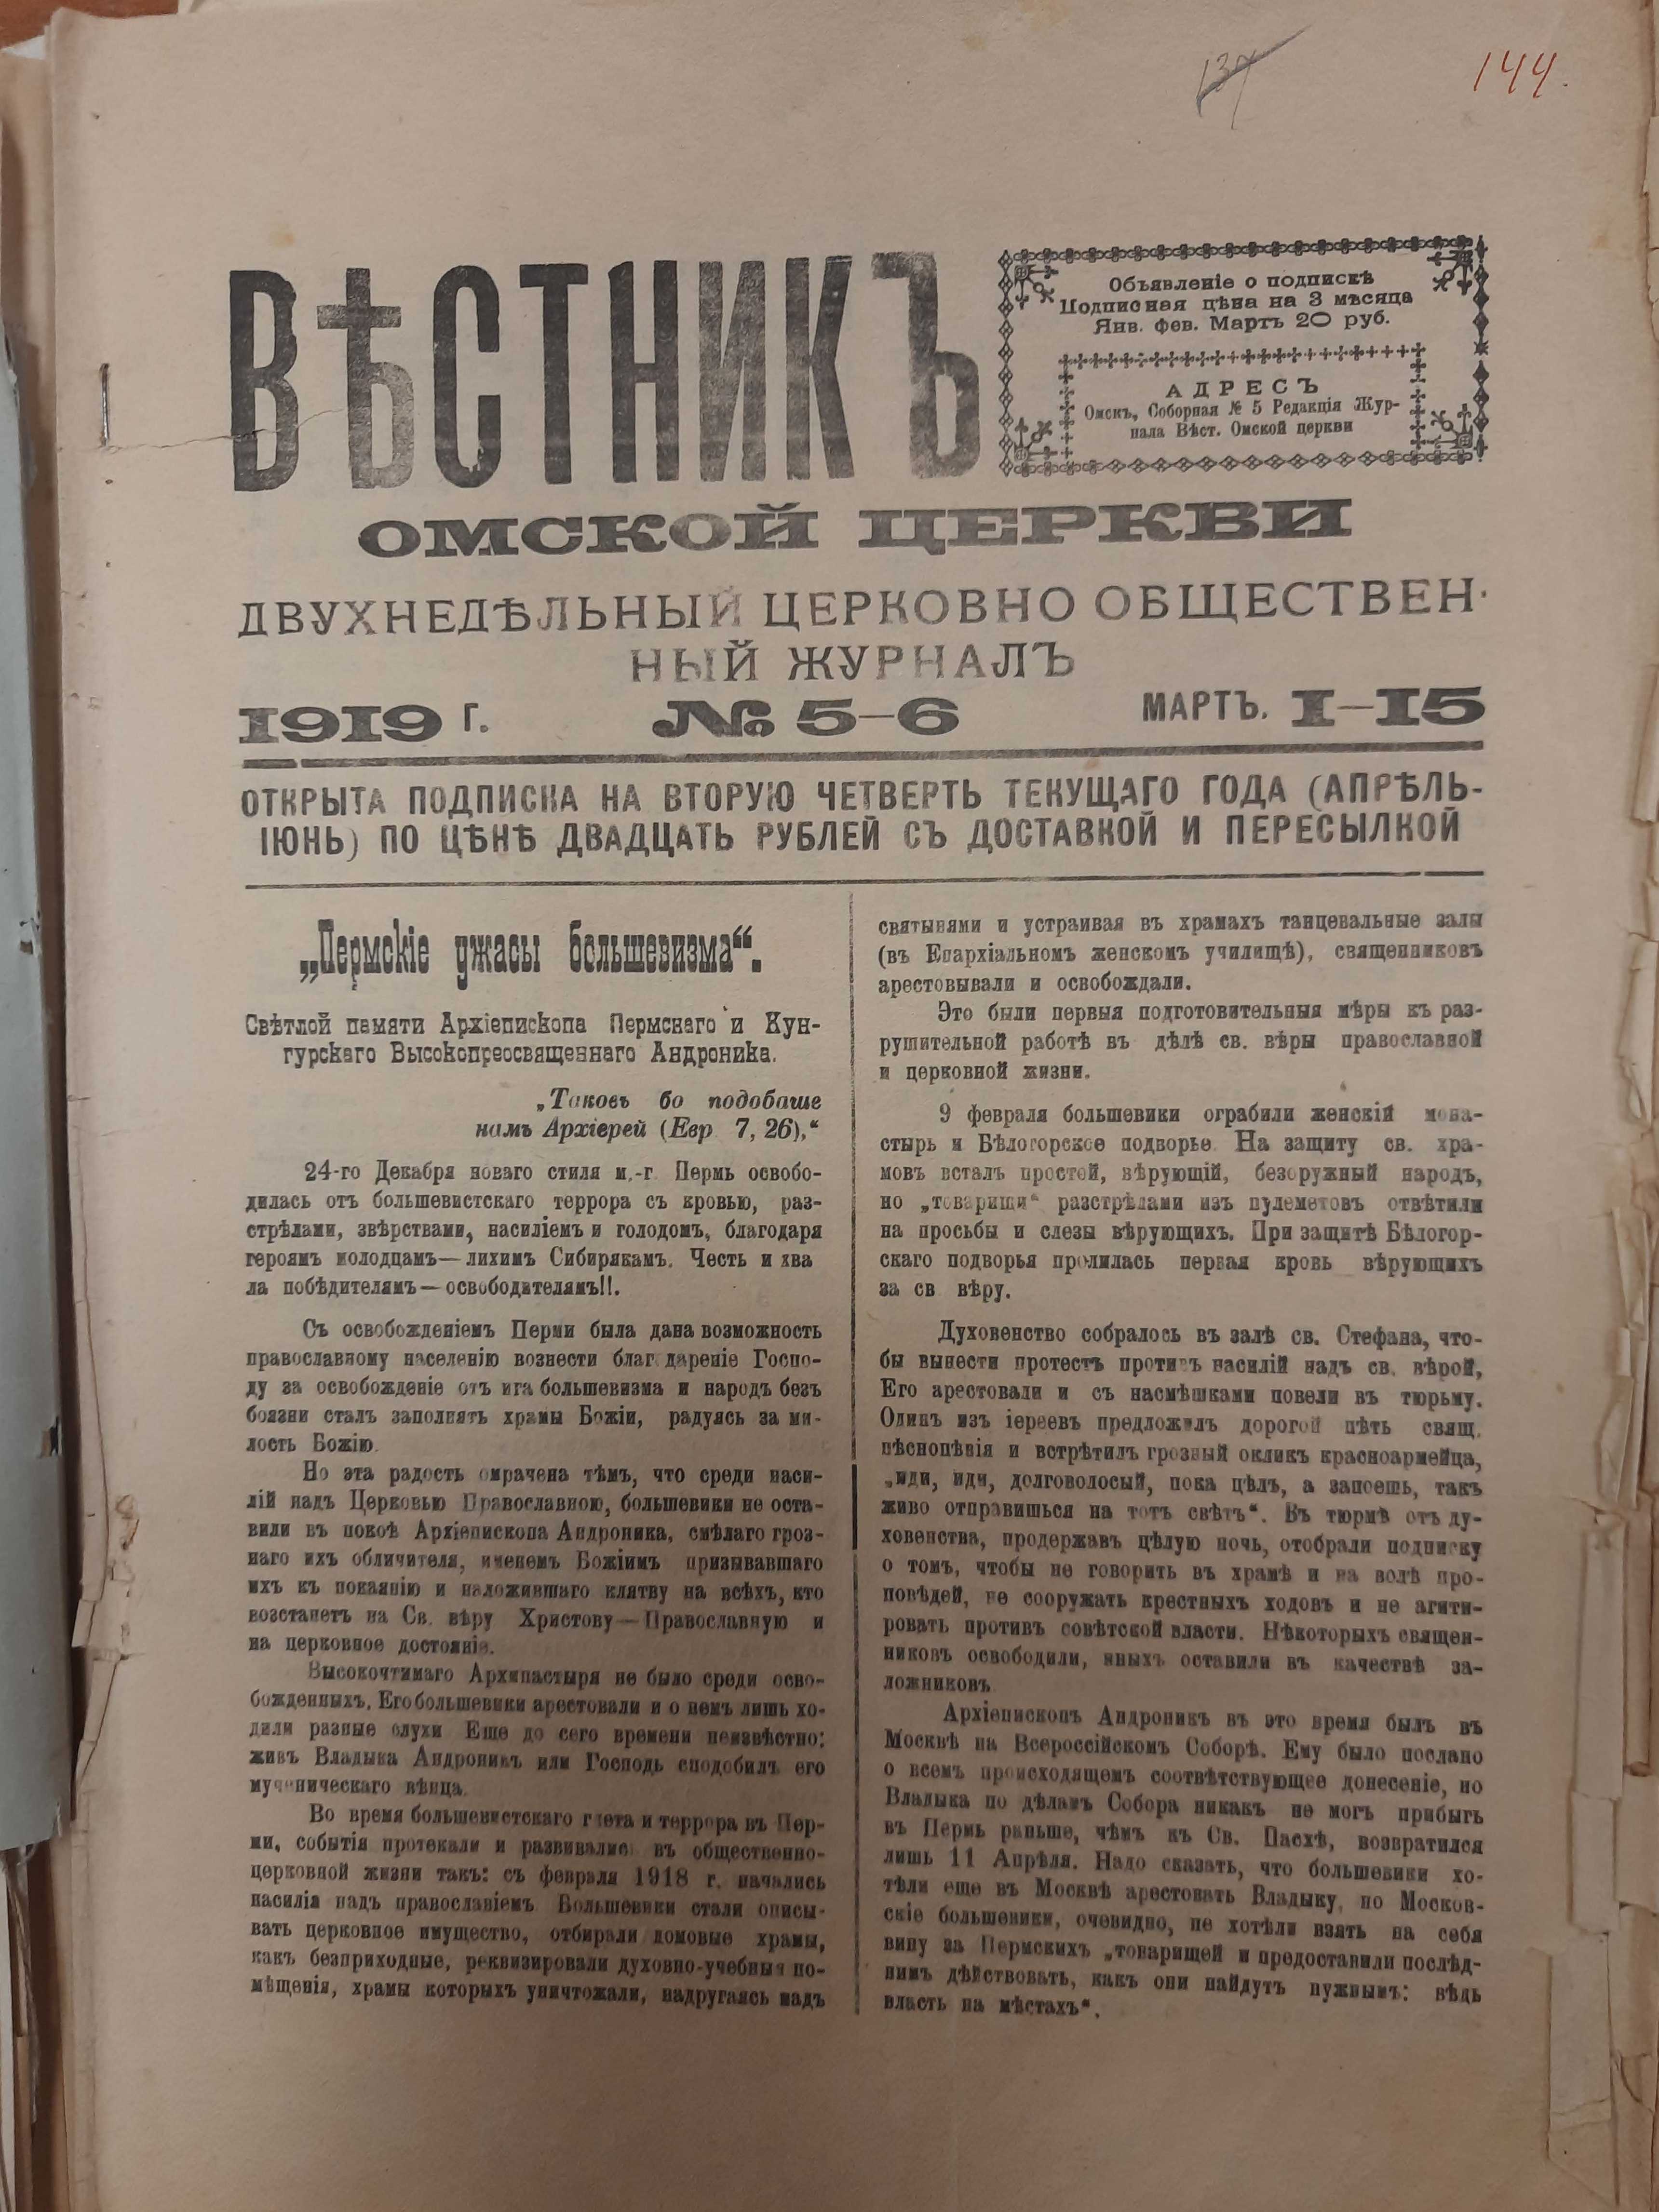 137
144.
ВѢСТНИКЪ
Объявленіе о подпискѣ
Подписная цѣна на 3 мѣсяца
Янв. фев. Мартъ 20 руб.
АДРЕСЪ
Омскъ, Соборная № 5 Редакція Жур-
нала Вѣст. Омской церкви
ОМСКОЙ ЦЕРКВИ
ДВУХНЕДѢЛЬНЫЙ ЦЕРКОВНО ОБЩЕСТВЕН-
НЫЙ ЖУРНАЛЪ
1919 Г. № 5–6 МАРТЪ. 1–15
ОТКРЫТА ПОДПИСКА НА ВТОРУЮ ЧЕТВЕРТЬ ТЕКУЩАГО ГОДА (АПРѢЛЬ-
ІЮНЬ) ПО ЦѢНѢ ДВАДЦАТЬ РУБЛЕЙ СЪ ДОСТАВКОЙ И ПЕРЕСЫЛКОЙ
„Пермскіе ужасы большевизма“.
Свѣтлой памяти Архіепископа Пермскаго и Кун-
гурскаго Высокопреосвященнаго Андроника.
„Таковъ бо подобаше
намъ Архіерей (Евр 7, 26),“
24-го Декабря новаго стиля м.-г. Пермь освобо-
дилась отъ большевистскаго террора съ кровью, раз-
стрѣлами, звѣрствами, насиліемъ и голодомъ, благодаря
героямъ молодцамъ—лихимъ Сибирякамъ. Честь и хва
ла побѣдителямъ—освободителямъ!!.
Съ освобожденіемъ Перми была дана возможность
православному населенію вознести благ дареніе Госпо-
ду за освобожденіе отъ ига большевизма и народъ безъ
боязни сталъ заполнять храмы Божіи, радуясь за ми-
лость Божію.
Но эта радость омрачена тѣмъ, что среди наси-
лій надъ Церковью Православною, большевики не оста-
вили въ покоѣ Архіепископа Андроника, смѣлаго гроз-
наго ихъ обличителя, именемъ Божіимъ призывавшаго
ихъ къ покаянію и наложившаго клятву на всѣхъ, кто
возстанетъ на Св. вѣру Христову—Православную и
на церковное достояніе.
Высокочтимаго Архипастыря не было среди осво-
божденныхъ. Его большевики арестовали и о немъ лишь хо-
дили разные слухи Еще до сего времени неизвѣстно:
живъ Владыка Андроникъ или Господь сподобилъ его
мученическаго вѣнца.
Во время большевистскаго гнета и террора въ Пер-
ми, событія протекали и развивалис въ общественно-
церковной жизни такъ: съ февраля 1918 г. начались
насилія надъ православіемъ Большевики стали описы-
вать церковное имущество, отбирали домовые храмы,
какъ безприходные, реквизировали духовно-учебныя по-
мѣщенія, храмы которыхъ уничтожали, надругаясь надъ
святынями и устраивая въ храмахъ танцевальные залы
(въ Епархіальномъ женскомъ училищѣ), священниковъ
арестовывали и освобождали.
Это были первыя подготовительныя мѣры къ раз-
рушительной работѣ въ дѣлѣ св. вѣры православной
и церковной жизни.
9 февраля большевики ограбили женскій мона-
стырь и Бѣлогорское подворье. На защиту св. хра-
мовъ всталъ простой, вѣрующій, безоружный народъ,
но „товарищи“ разстрѣлами изъ пулеметовъ отвѣтили
на просьбы и слезы вѣрующихъ. При защитѣ Бѣлогор-
скаго подворья пролилась первая кровь вѣрующихъ
за св вѣру.
Духовенство собралось въ залѣ св. Стефана, что-
бы вынести протестъ противъ насилій надъ св. вѣрой,
Его арестовали и съ насмѣшками повели въ тюрьму.
Одинъ изъ іереевъ предложилъ дорогой пѣть свящ.
пѣснопѣнія и встрѣтилъ грозный окликъ красноармейца,
„иди, иди, долговолосый, пока цѣлъ, а запоешь, такъ
живо отправишься на тотъ свѣтъ“. Въ тюрмѣ отъ ду-
ховенства, продержавъ цѣлую ночь, отобрали подписку
о томъ, чтобы не говорить въ храмѣ и на волѣ про-
повѣдей, не сооружать крестныхъ ходовъ и не агити-
ровать противъ совѣтской власти. Нѣкоторыхъ священ-
никовъ освободили, иныхъ оставили въ качествѣ за-
ложниковъ
Архіепископъ Андроникъ въ это время былъ въ
Москвѣ на Всероссійскомъ Соборѣ. Ему было послано
о всемъ происходящемъ соотвѣтствующее донесеніе, но
Владыка по дѣламъ Собора никакъ не могъ прибыть
въ Пермь раньше, чѣмъ къ Св. Пасхѣ, возвратился
лишь 11 Апрѣля. Надо сказать, что большевики хо-
тѣли еще въ Москвѣ арестовать Владыку, но Москов-
скіе большевики, очевидно, не хотѣли взять на себя
вину за Пермскихъ „товарищей и предоставили послѣд-
нимъ дѣйствовать, какъ они найдутъ нужнымъ: вѣдь
власть на мѣстахъ“.